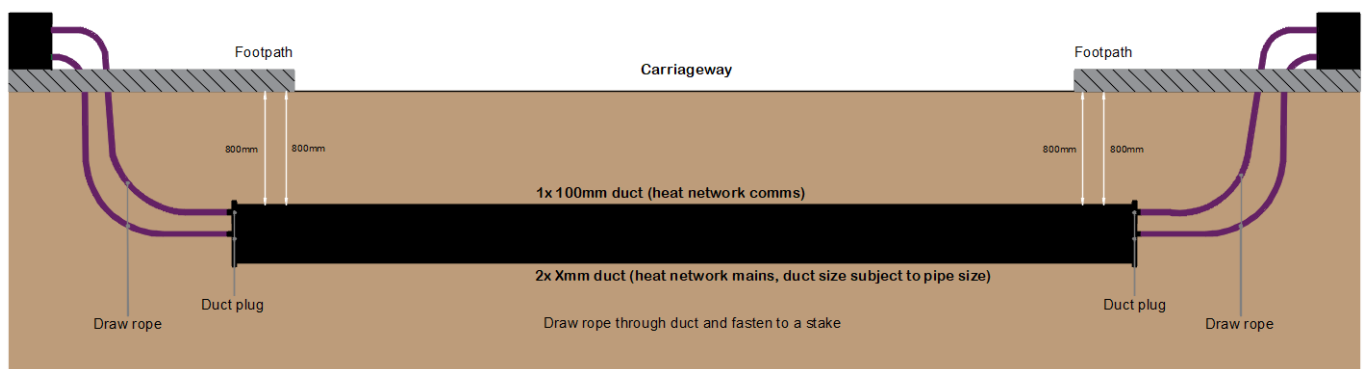 Footpath
Footpath
Carriageway
800mm
800mm
800mm
800mm
1x 100mm duct (heat network comms)
2x Xmm duct (heat network mains, duct size subject to pipe size)
Duct plug
Duct plug
Draw rope
Draw rope through duct and fasten to a stake
Draw rope